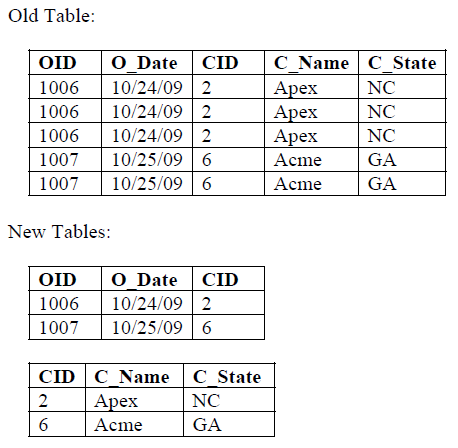 Old Table:
OID O_Date CID C_Name C_State
1006 10/24/09 2 Apex NC
1006 10/24/09 2 Apex NC
1006 10/24/09 2 Apex NC
1007 10/25/09 6 Acme GA
1007 10/25/09 6 Acme GA
New Tables:
OID O_Date CID
1006 10/24/09 2
1007 10/25/09 6
CID C_Name C_State
2 Apex NC
6 Acme GA